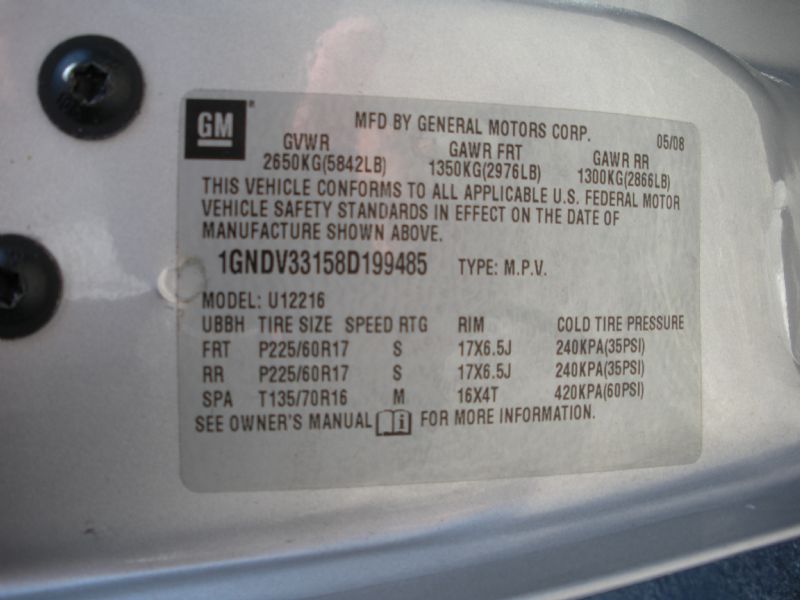 GM
MFD BY GENERAL MOTORS CORP. 05/08
GVWR GAWR FRT GAWR RR
2650KG(5842LB) 1350KG(2976LB) 1300KG(2866LB)
THIS VEHICLE CONFORMS TO ALL APPLICABLE U.S. FEDERAL MOTOR
VEHICLE SAFETY STANDARDS IN EFFECT ON THE DATE OF
MANUFACTURE SHOWN ABOVE.
1GNDV33158D199485 TYPE: M.P.V.
MODEL: U12216
UBBH TIRE SIZE SPEED RTG RIM COLD TIRE PRESSURE
FRT P225/60R17 S 17X6.5J 240KPA(35PSI)
RR P225/60R17 S 17X6.5J 240KPA(35PSI)
SPA T135/70R16 M 16X4T 420KPA(60PSI)
SEE OWNER'S MANUAL i FOR MORE INFORMATION.